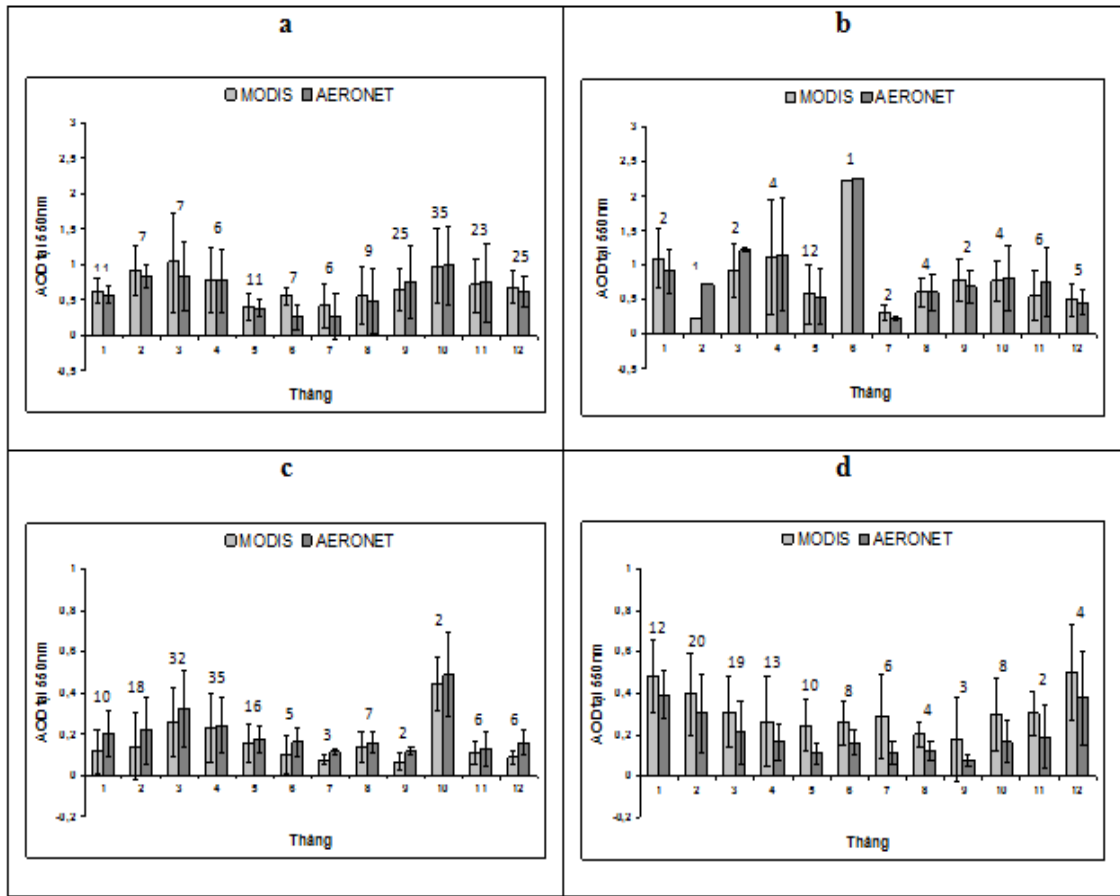 a
MODIS AERONET
AOD tại 550nm
3
2,5
2
1,5
1
0,5
0
-0,5
11 7 7 6 11 7 6 9 25 35 23 25
1 2 3 4 5 6 7 8 9 10 11 12
Tháng
b
MODIS AERONET
AOD tại 550nm
3
2,5
2
1,5
1
0,5
0
-0,5
2 1 2 4 12 1 2 4 2 4 6 5
1 2 3 4 5 6 7 8 9 10 11 12
Tháng
c
MODIS AERONET
AOD tại 550nm
1
0,8
0,6
0,4
0,2
0
-0,2
10 18 32 35 16 5 3 7 2 2 6 6
1 2 3 4 5 6 7 8 9 10 11 12
Tháng
d
MODIS AERONET
AOD tại 550nm
1
0,8
0,6
0,4
0,2
0
-0,2
12 20 19 13 10 8 6 4 3 8 2 4
1 2 3 4 5 6 7 8 9 10 11 12
Tháng